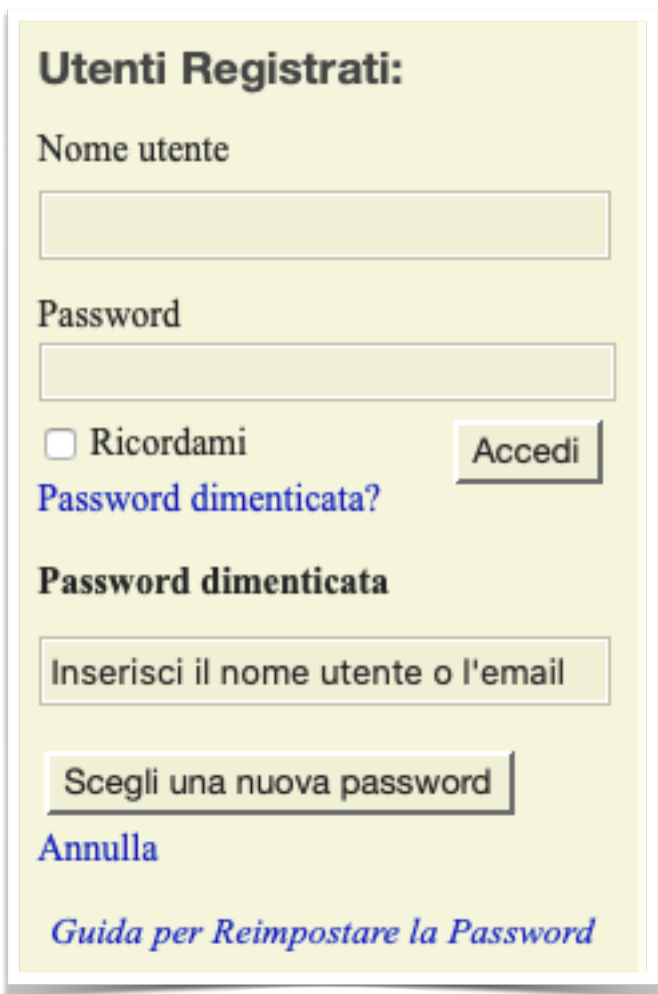 Utenti Registrati:
Nome utente
Password
Ricordami
Accedi
Password dimenticata?
Password dimenticata
Inserisci il nome utente o l'email
Scegli una nuova password
Annulla
Guida per Reimpostare la Password